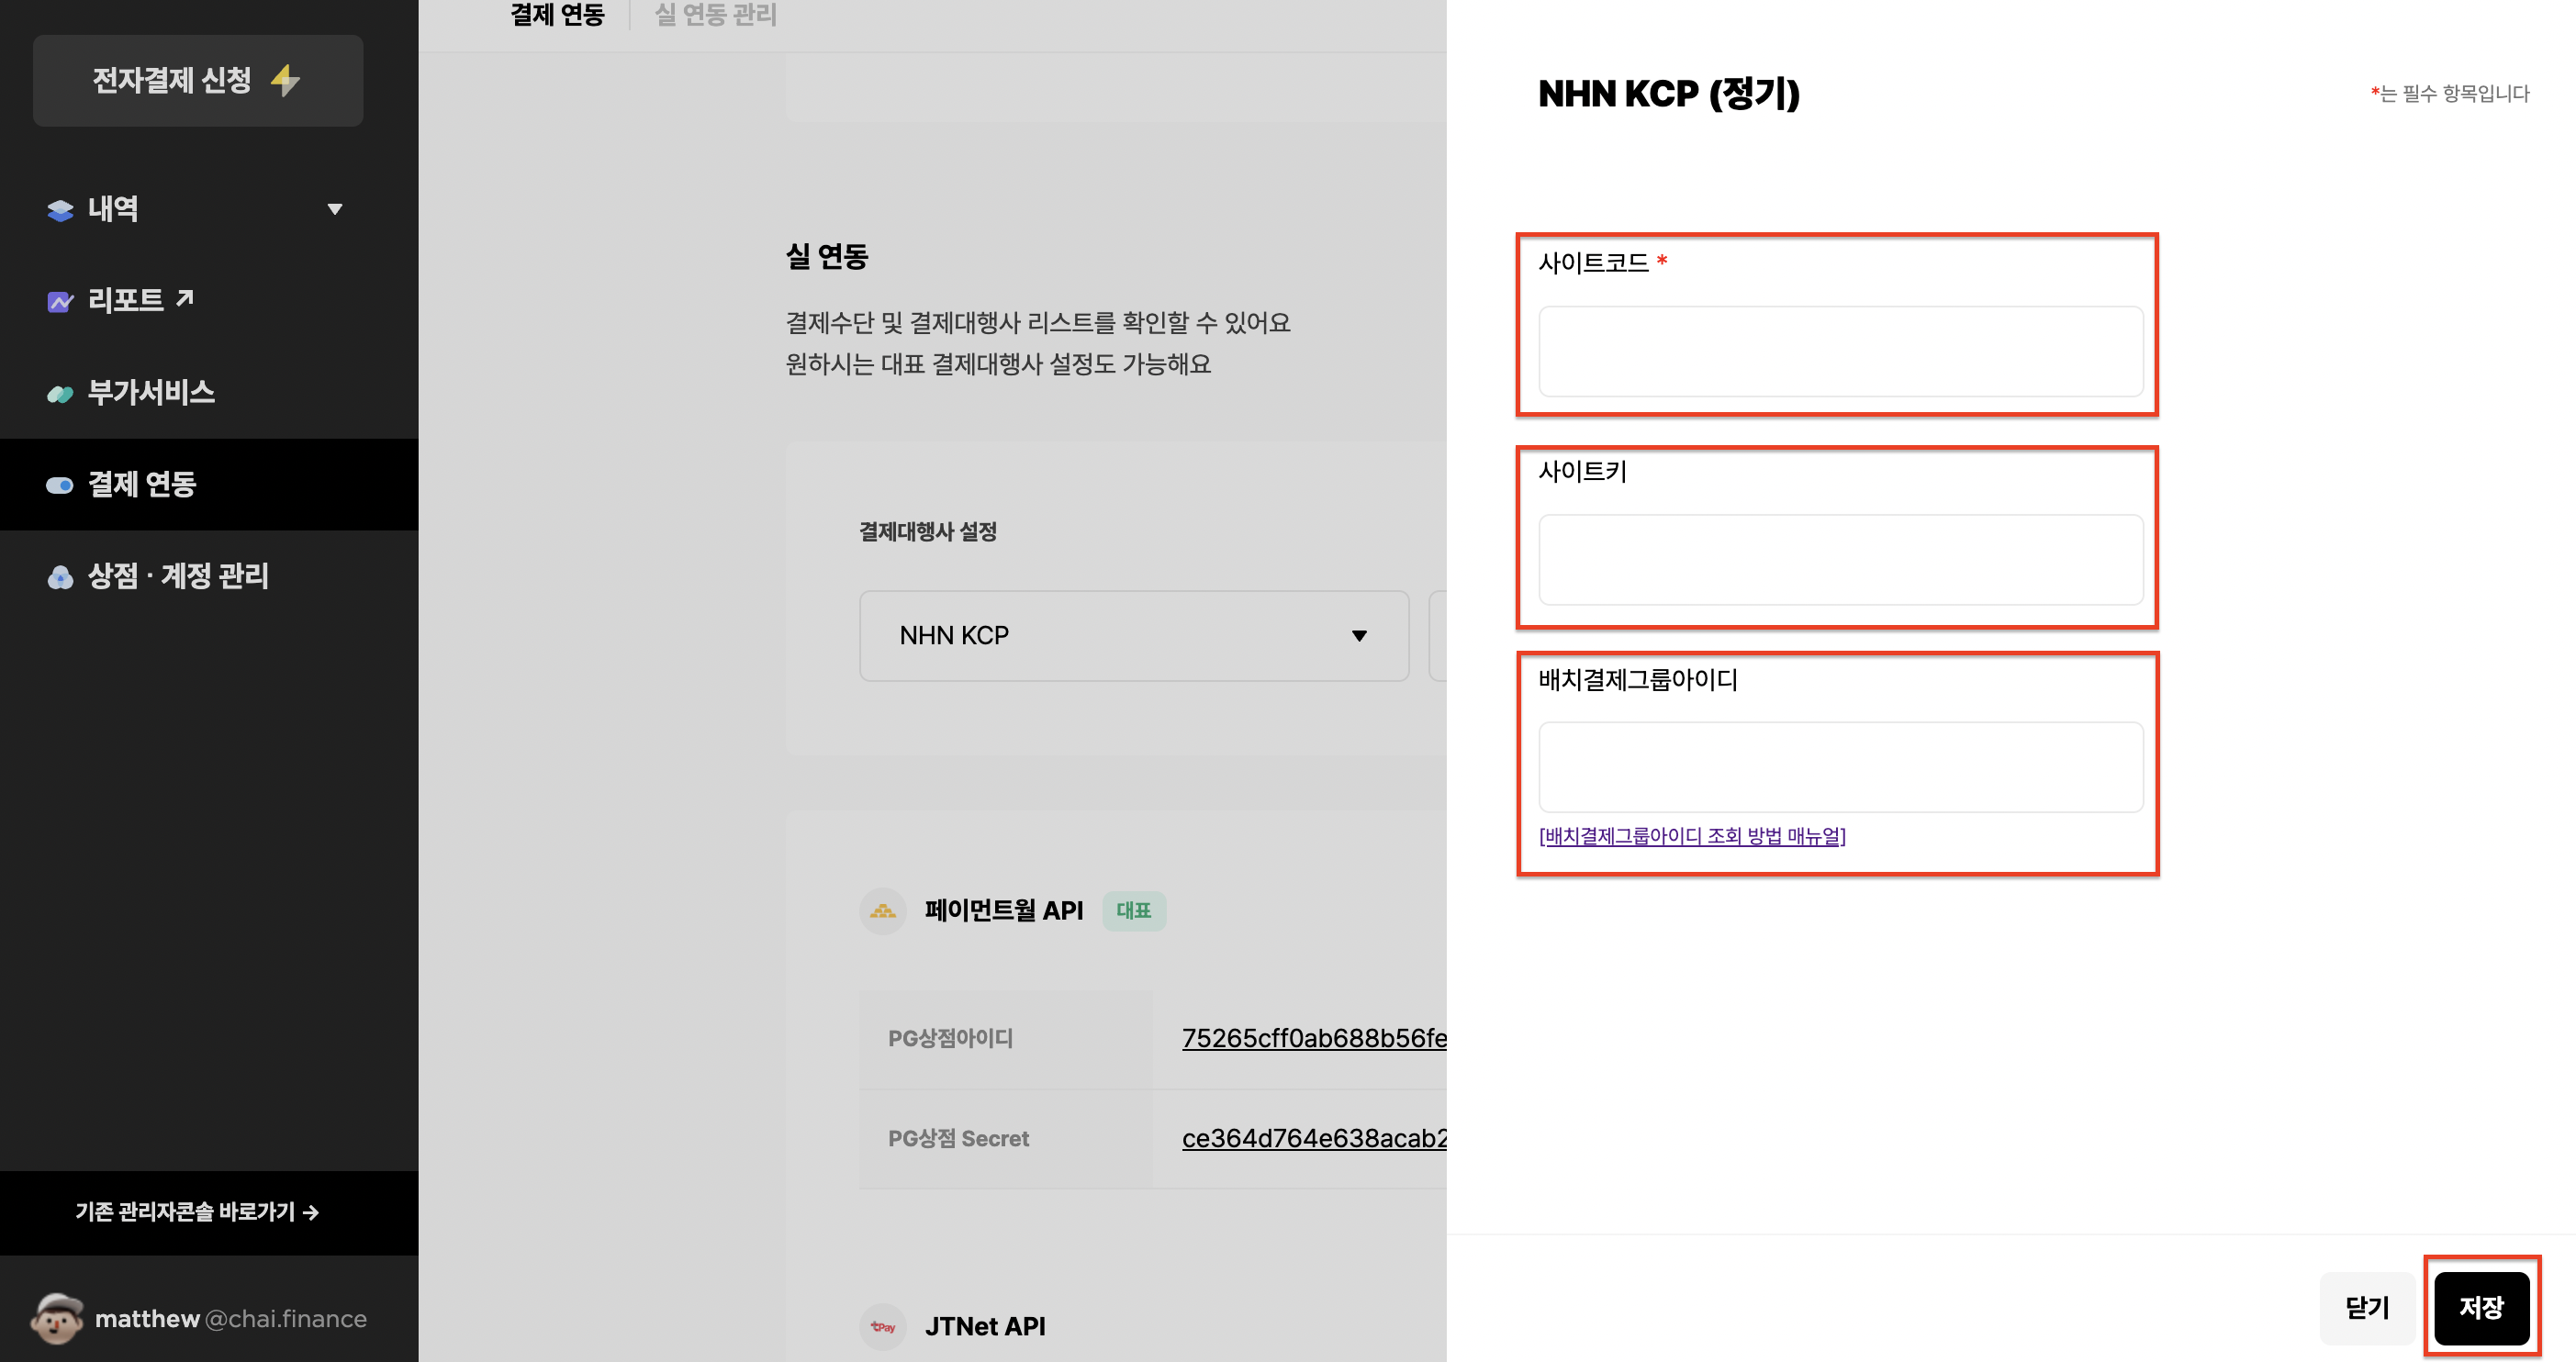 전자결제 신청
내역
리포트
부가서비스
결제 연동
상점 · 계정 관리
기존 관리자콘솔 바로가기 →
matthew @chai.finance
결제 연동
실 연동 관리
실 연동
결제수단 및 결제대행사 리스트를 확인할 수 있어요
원하시는 대표 결제대행사 설정도 가능해요
결제대행사 설정
NHN KCP
페이먼트월 API 대표
PG상점아이디 75265cff0ab688b56fe
PG상점 Secret ce364d764e638acab2
tPay JTNet API
NHN KCP (정기)
*는 필수 항목입니다
사이트코드 *
사이트키
배치결제그룹아이디
[배치결제그룹아이디 조회 방법 매뉴얼]
닫기 저장